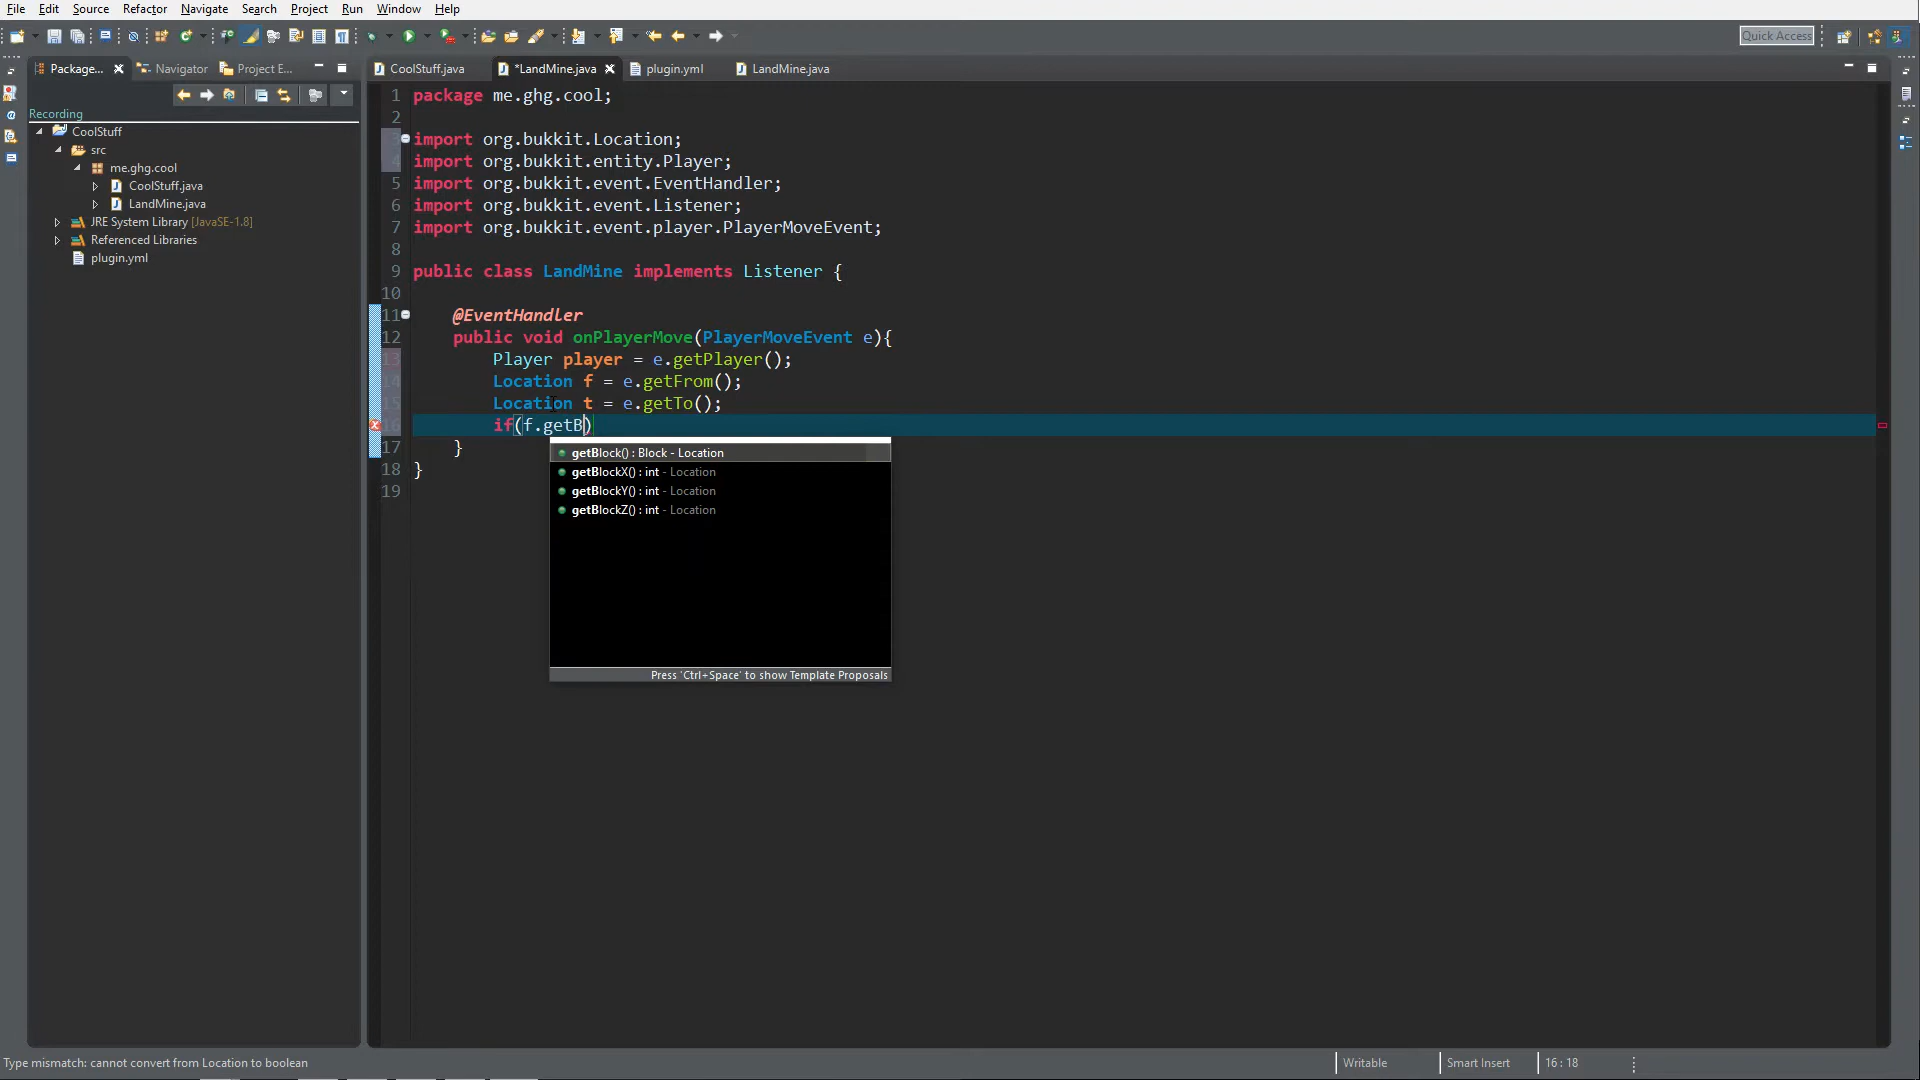 File Edit Source Refactor Navigate Search Project Run Window Help
Quick Access
Package... Navigator Project E...
CoolStuff.java *LandMine.java plugin.yml LandMine.java
Recording
CoolStuff
src
me.ghg.cool
CoolStuff.java
LandMine.java
JRE System Library [JavaSE-1.8]
Referenced Libraries
plugin.yml
1 package me.ghg.cool;
2
3 import org.bukkit.Location;
4 import org.bukkit.entity.Player;
5 import org.bukkit.event.EventHandler;
6 import org.bukkit.event.Listener;
7 import org.bukkit.event.player.PlayerMoveEvent;
8
9 public class LandMine implements Listener {
10
11 @EventHandler
12 public void onPlayerMove(PlayerMoveEvent e){
13 Player player = e.getPlayer();
14 Location f = e.getFrom();
15 Location t = e.getTo();
16 if(f.getB)
17 }
18 }
19
getBlock() : Block - Location
getBlockX() : int - Location
getBlockY() : int - Location
getBlockZ() : int - Location
Press 'Ctrl+Space' to show Template Proposals
Type mismatch: cannot convert from Location to boolean
Writable
Smart Insert
16 : 18